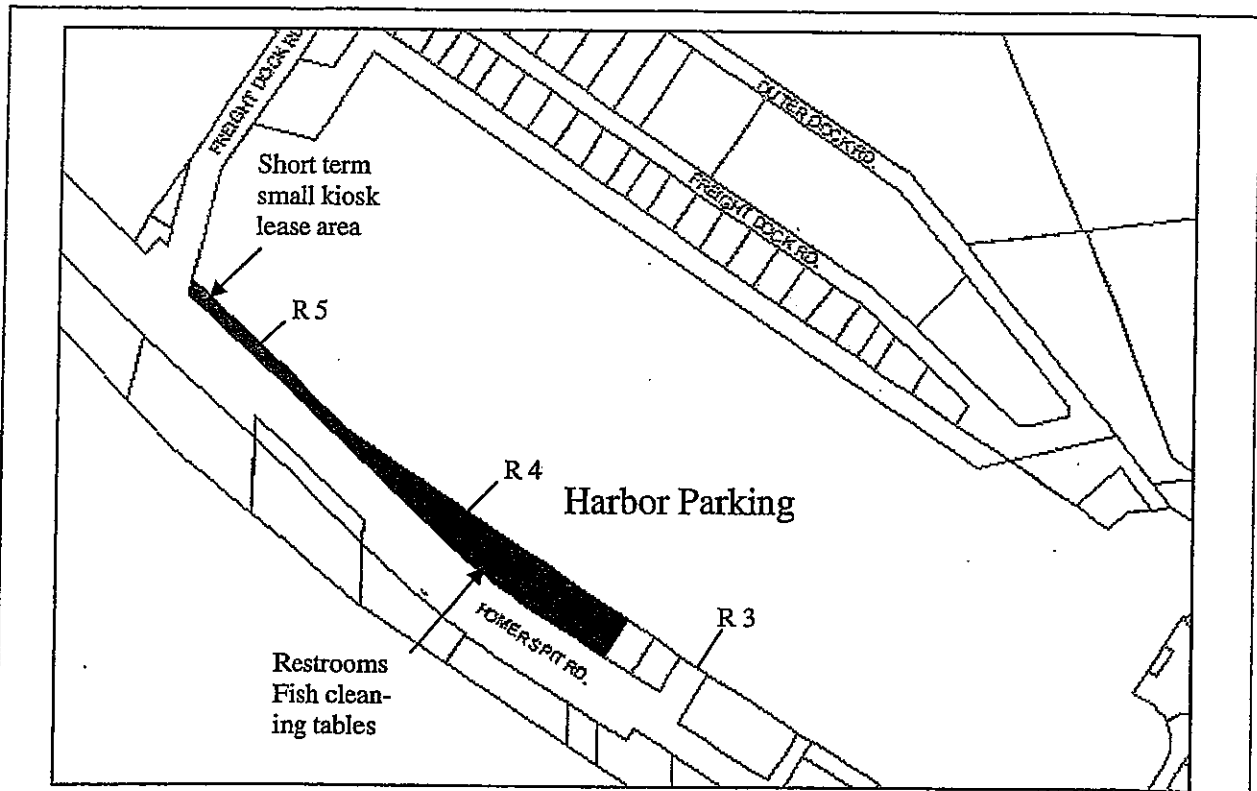 FREIGHT DOCK RD.
OUTER DOCK RD.
FREIGHT DOCK RD.
Short term
small kiosk
lease area
R 5
R 4
Harbor Parking
R 3
HOMER SPIT RD.
Restrooms
Fish clean-
ing tables